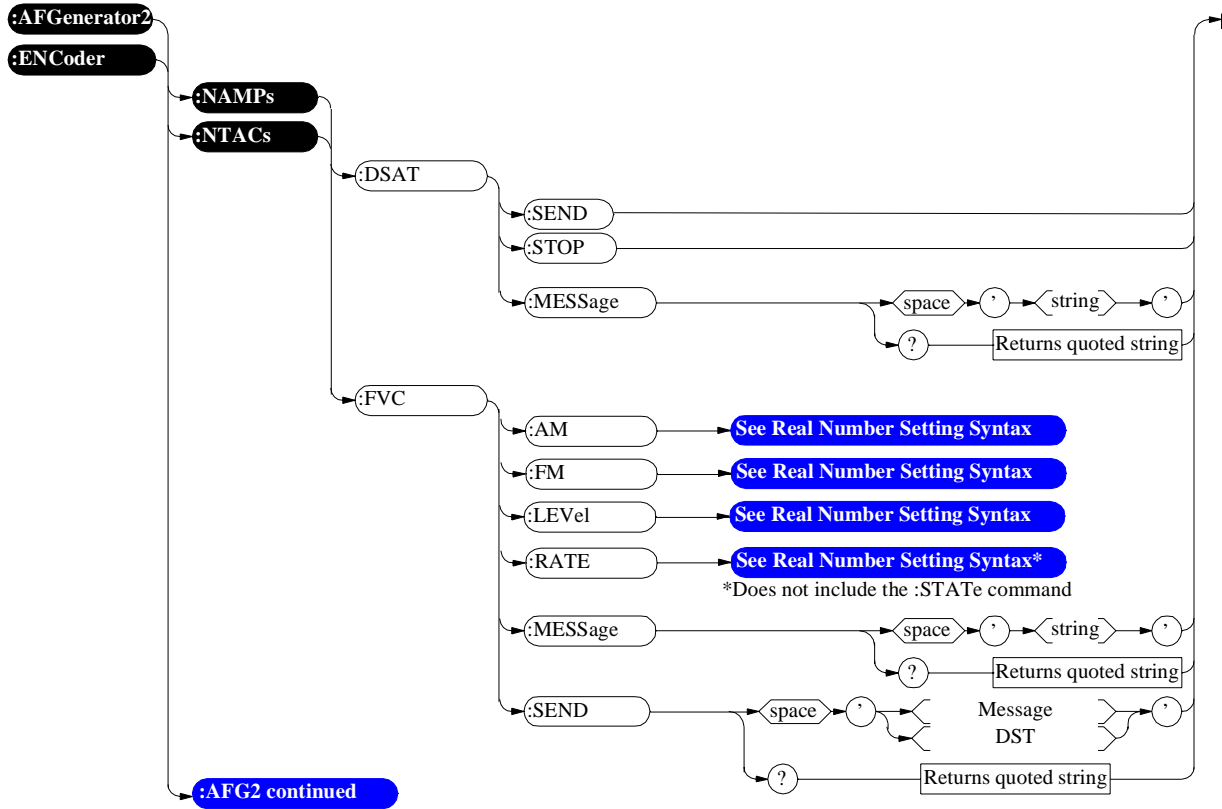 :AFGenerator2
:ENCoder
:NAMPs
:NTACs
:DSAT
:SEND
:STOP
:MESSage
space ’ string ’
? Returns quoted string
:FVC
:AM See Real Number Setting Syntax
:FM See Real Number Setting Syntax
:LEVel See Real Number Setting Syntax
:RATE See Real Number Setting Syntax*
*Does not include the :STATe command
:MESSage space ’ string ’
? Returns quoted string
:SEND space ’ Message ’
DST
? Returns quoted string
:AFG2 continued